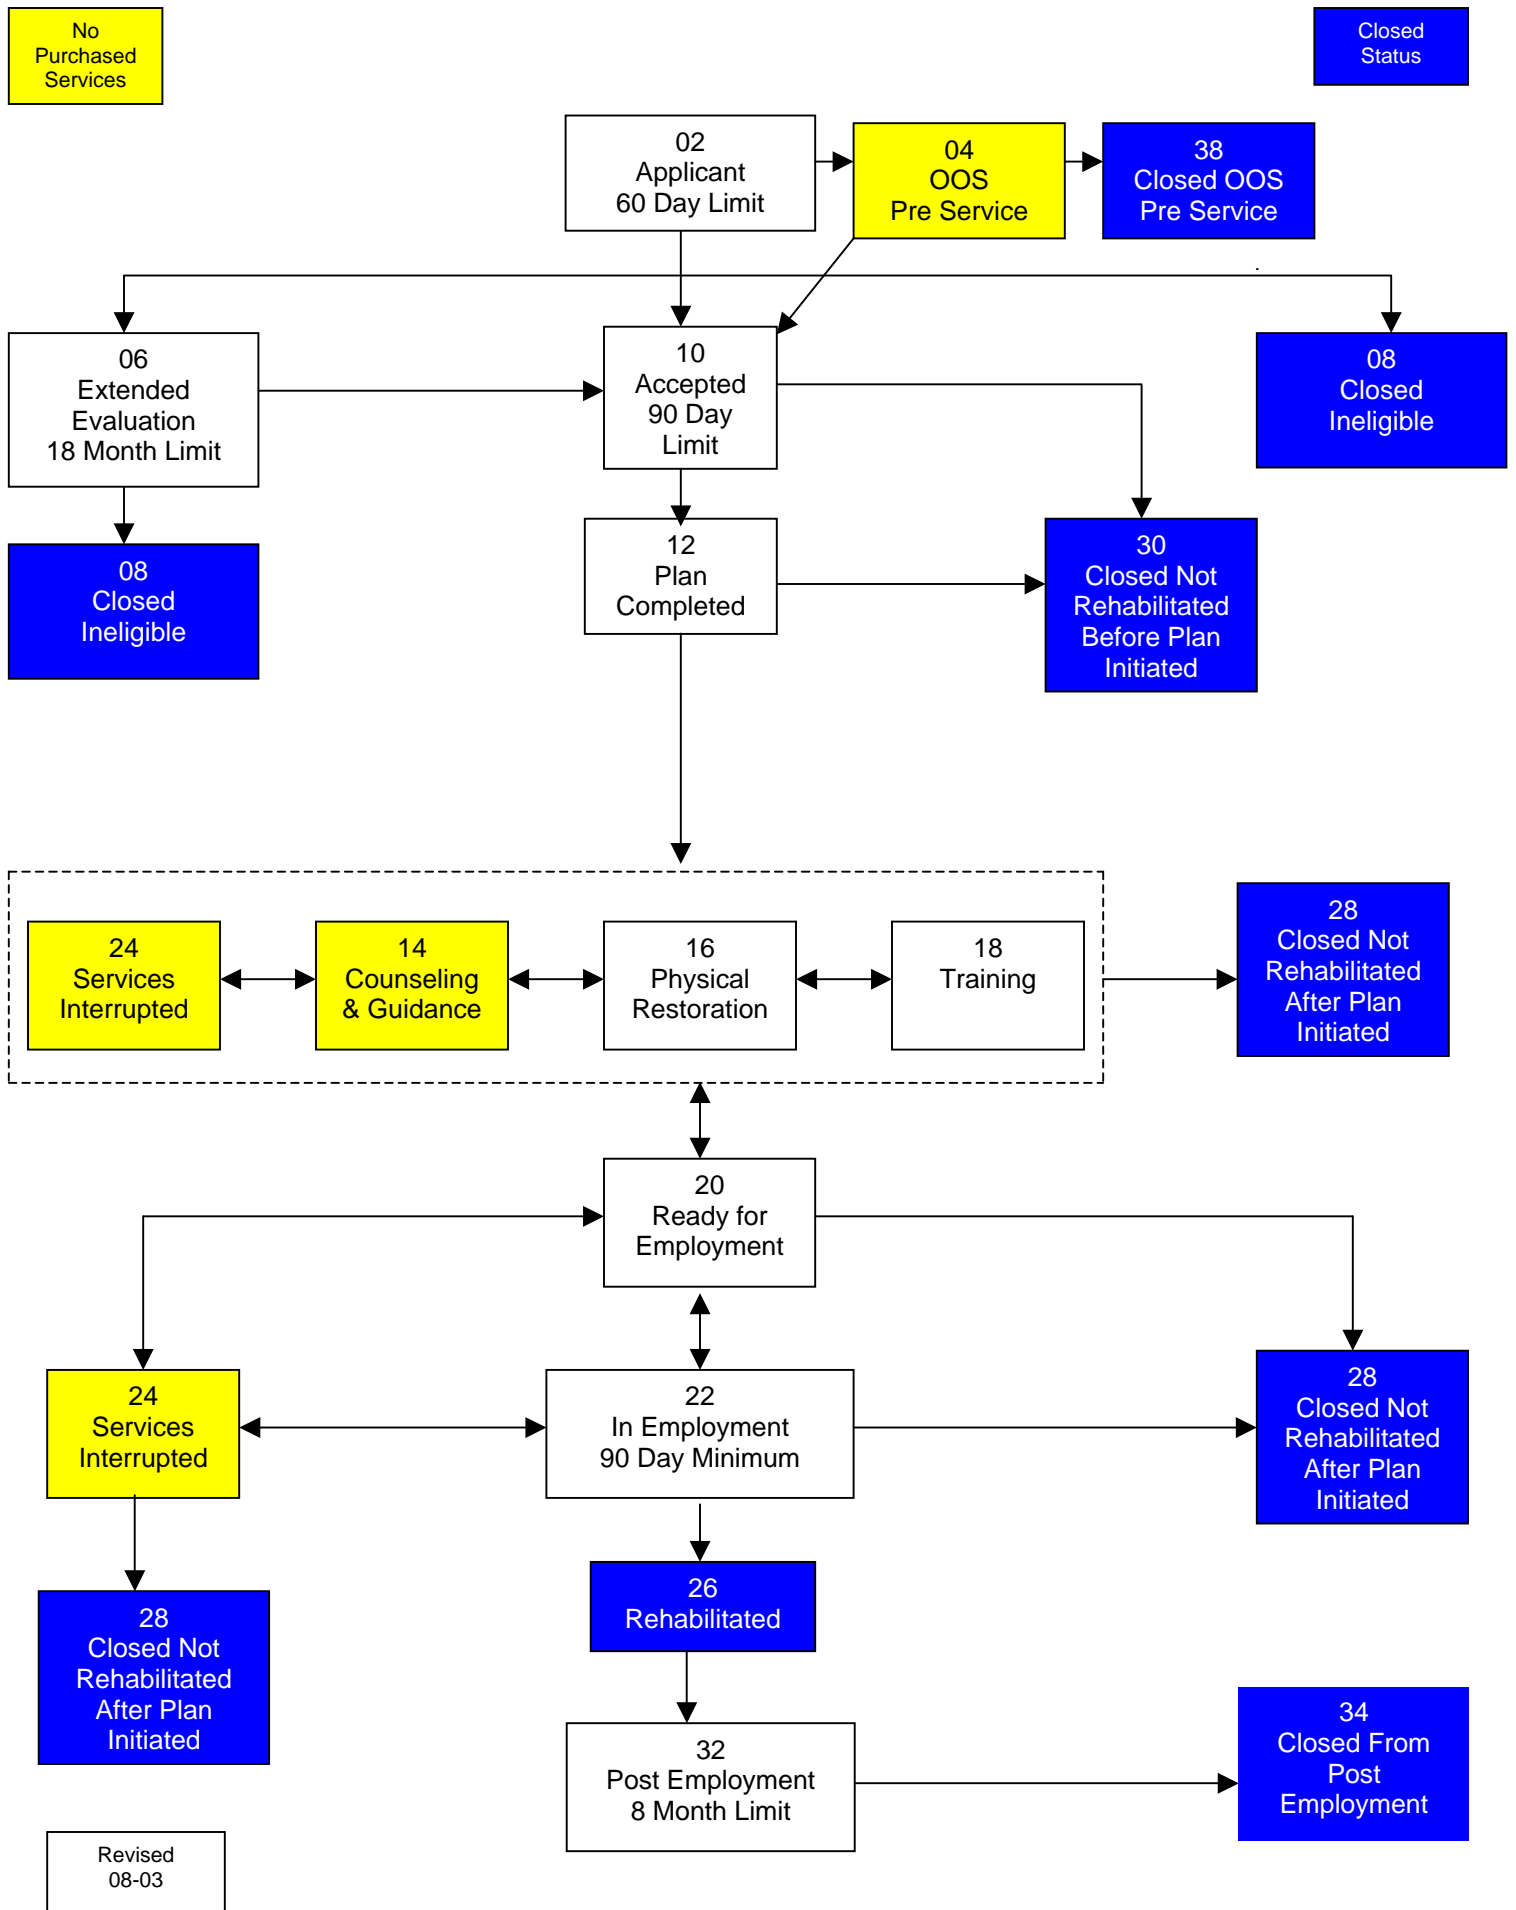 No
Purchased
Services
Closed
Status
02
Applicant
60 Day Limit
04
OOS
Pre Service
38
Closed OOS
Pre Service
06
Extended
Evaluation
18 Month Limit
10
Accepted
90 Day
Limit
08
Closed
Ineligible
08
Closed
Ineligible
12
Plan
Completed
30
Closed Not
Rehabilitated
Before Plan
Initiated
24
Services
Interrupted
14
Counseling
& Guidance
16
Physical
Restoration
18
Training
28
Closed Not
Rehabilitated
After Plan
Initiated
20
Ready for
Employment
24
Services
Interrupted
22
In Employment
90 Day Minimum
28
Closed Not
Rehabilitated
After Plan
Initiated
28
Closed Not
Rehabilitated
After Plan
Initiated
26
Rehabilitated
32
Post Employment
8 Month Limit
34
Closed From
Post
Employment
Revised
08-03